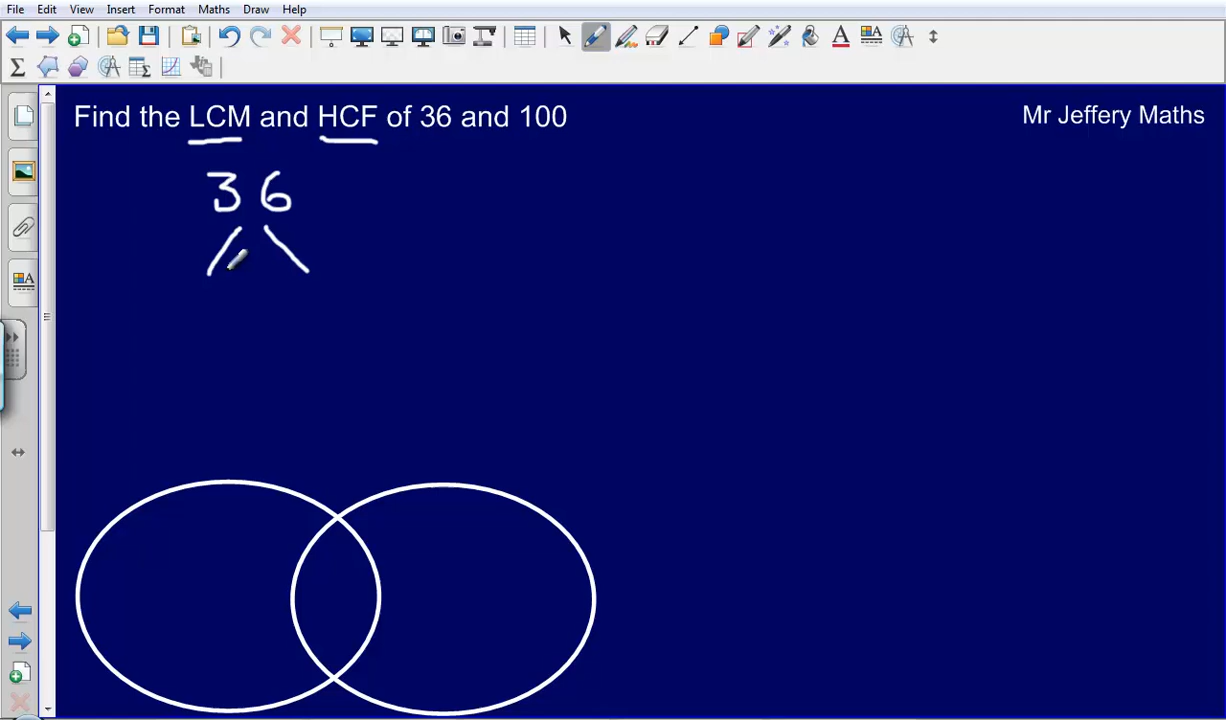 File Edit View Insert Format Maths Draw Help
Find the LCM and HCF of 36 and 100
Mr Jeffery Maths
36